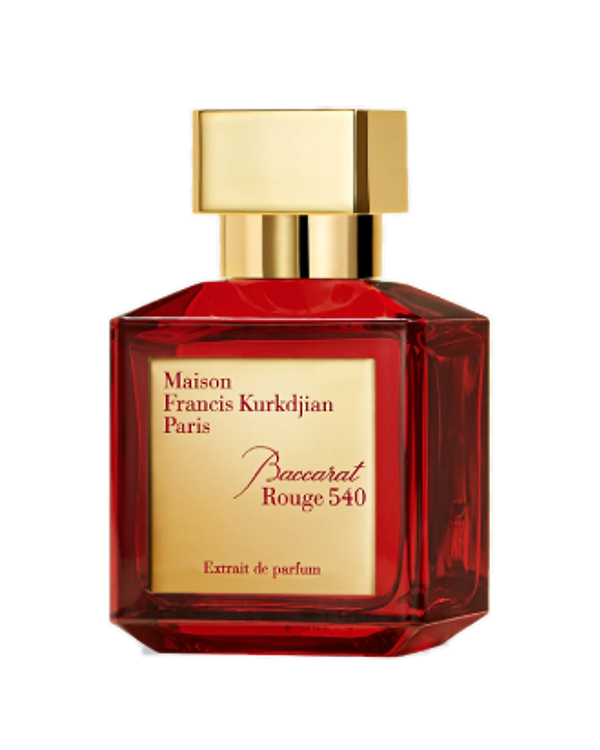 Maison
Francis Kurkdjian
Paris
Baccarat
Rouge 540
Extrait de parfum